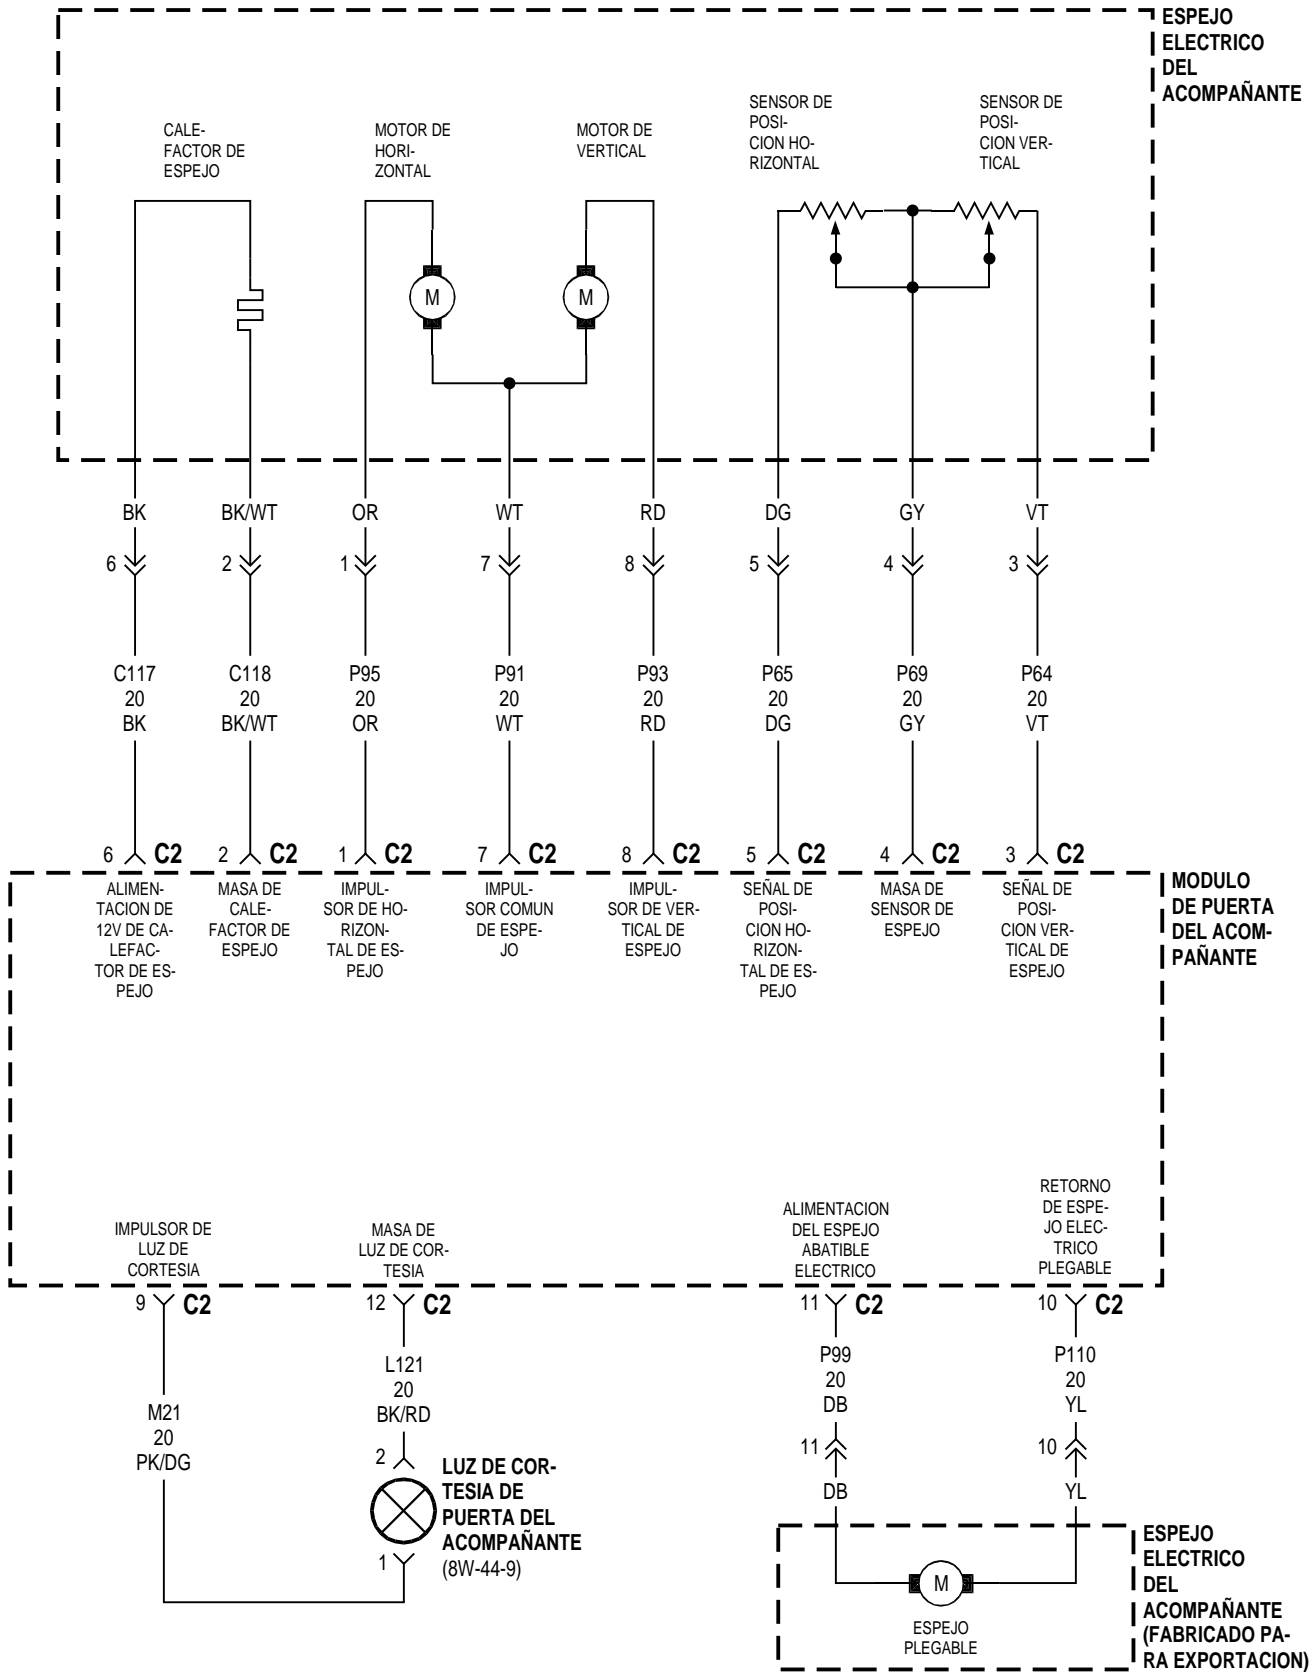 ESPEJO
ELECTRICO
DEL
ACOMPAÑANTE
CALE-
FACTOR DE
ESPEJO
MOTOR DE
HORI-
ZONTAL
MOTOR DE
VERTICAL
SENSOR DE
POSI-
CION HO-
RIZONTAL
SENSOR DE
POSI-
CION VER-
TICAL
M M
BK BK/WT OR WT RD DG GY VT
6 2 1 7 8 5 4 3
C117 C118 P95 P91 P93 P65 P69 P64
20 20 20 20 20 20 20 20
BK BK/WT OR WT RD DG GY VT
6 C2 2 C2 1 C2 7 C2 8 C2 5 C2 4 C2 3 C2
MODULO
DE PUERTA
DEL ACOM-
PAÑANTE
ALIMEN-
TACION DE
12V DE CA-
LEFAC-
TOR DE ES-
PEJO
MASA DE
CALE-
FACTOR DE
ESPEJO
IMPUL-
SOR DE HO-
RIZON-
TAL DE ES-
PEJO
IMPUL-
SOR COMUN
DE ESPE-
JO
IMPUL-
SOR DE VER-
TICAL DE
ESPEJO
SEÑAL DE
POSI-
CION HO-
RIZON-
TAL DE ES-
PEJO
MASA DE
SENSOR DE
ESPEJO
SEÑAL DE
POSI-
CION VER-
TICAL DE
ESPEJO
IMPULSOR DE
LUZ DE
CORTESIA
MASA DE
LUZ DE COR-
TESIA
ALIMENTACION
DEL ESPEJO
ABATIBLE
ELECTRICO
RETORNO
DE ESPE-
JO ELEC-
TRICO
PLEGABLE
9 C2 12 C2 11 C2 10 C2
M21
20
PK/DG
L121
20
BK/RD
2
LUZ DE COR-
TESIA DE
PUERTA DEL
ACOMPAÑANTE
(8W-44-9)
1
P99
20
DB
11
DB
P110
20
YL
10
YL
M
ESPEJO
PLEGABLE
ESPEJO
ELECTRICO
DEL
ACOMPAÑANTE
(FABRICADO PA-
RA EXPORTACION)